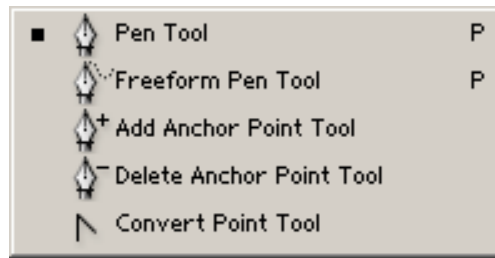 Pen Tool P
Freeform Pen Tool P
Add Anchor Point Tool
Delete Anchor Point Tool
Convert Point Tool